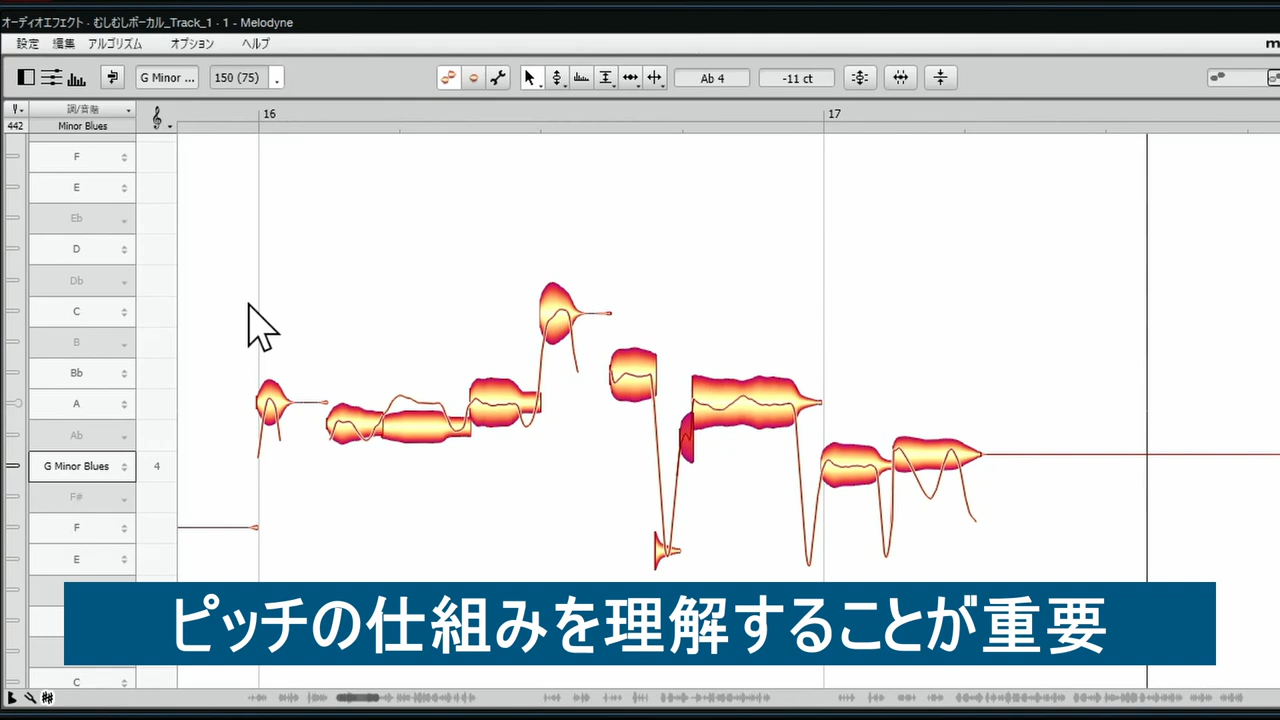 オーディオエフェクト - むしむしボーカル_Track_1 - 1 - Melodyne
設定 編集 アルゴリズム オプション ヘルプ
G Minor ... 150 (75) Ab 4 -11 ct
調/音階 16 17
442 Minor Blues
F
E
Eb
D
Db
C
B
Bb
A
Ab
G Minor Blues 4
F#
F
E
ピッチの仕組みを理解することが重要
C